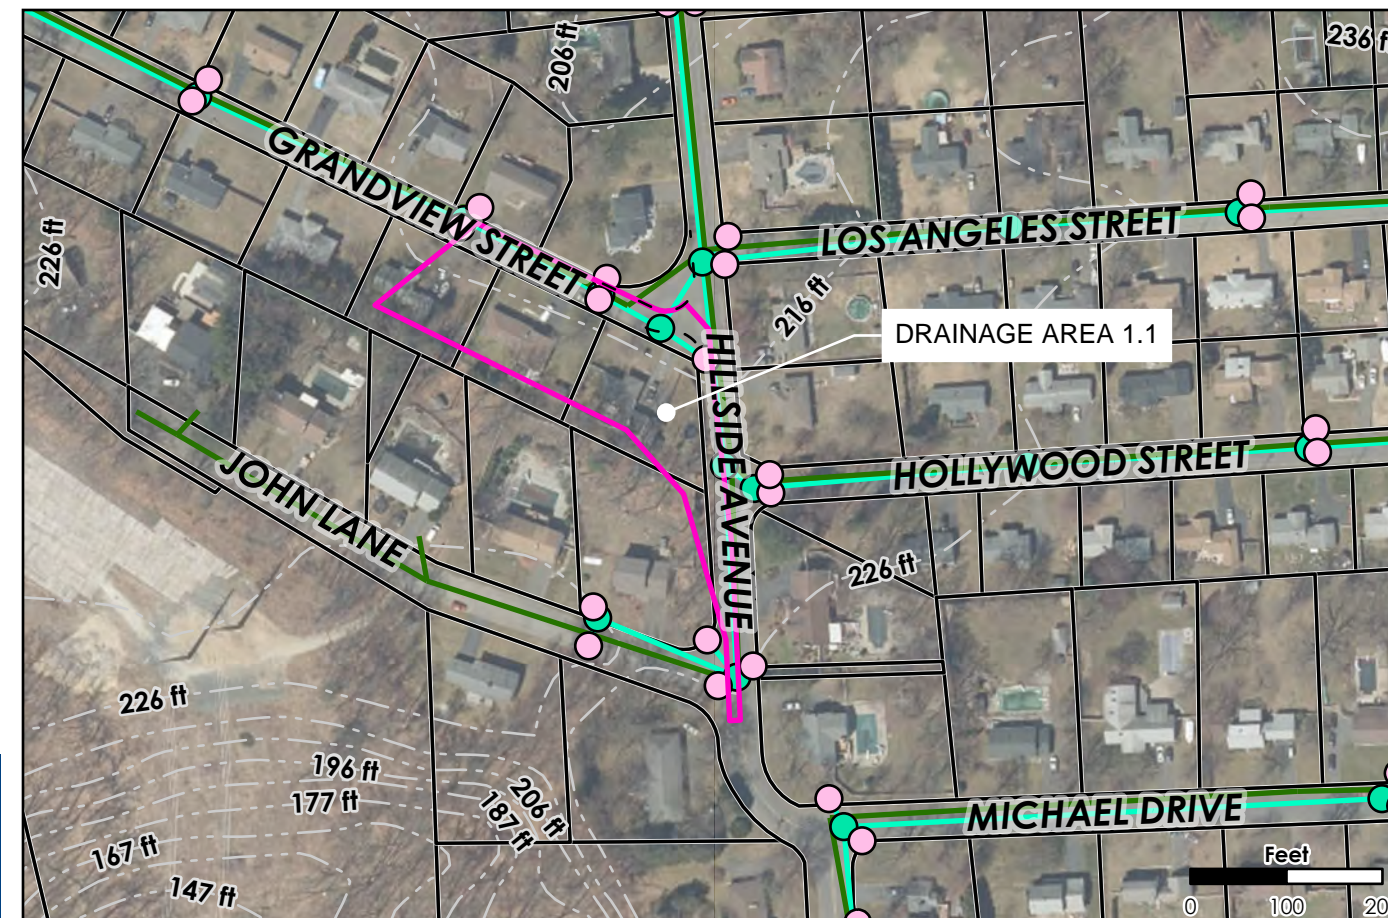 206 ft
236 ft
GRANDVIEW STREET
226 ft
LOS ANGELES STREET
216 ft
DRAINAGE AREA 1.1
HILLSIDE AVENUE
HOLLYWOOD STREET
JOHN LANE
226 ft
226 ft
196 ft
177 ft
206 ft
187 ft
167 ft
147 ft
MICHAEL DRIVE
Feet
0 100 20